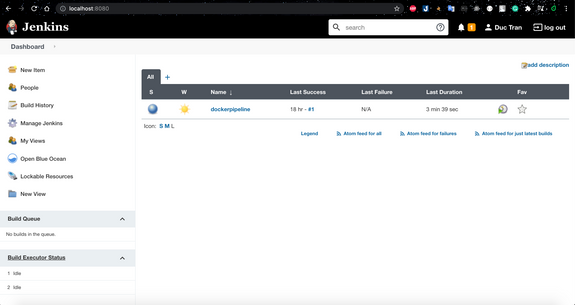 localhost:8080
Jenkins
search
1
Duc Tran
log out
Dashboard
add description
New Item
People
Build History
Manage Jenkins
My Views
Open Blue Ocean
Lockable Resources
New View
Build Queue
No builds in the queue.
Build Executor Status
1 Idle
2 Idle
All +
S W Name ↓ Last Success Last Failure Last Duration Fav
dockerpipeline 18 hr - #1 N/A 3 min 39 sec
Icon: S M L
Legend Atom feed for all Atom feed for failures Atom feed for just latest builds